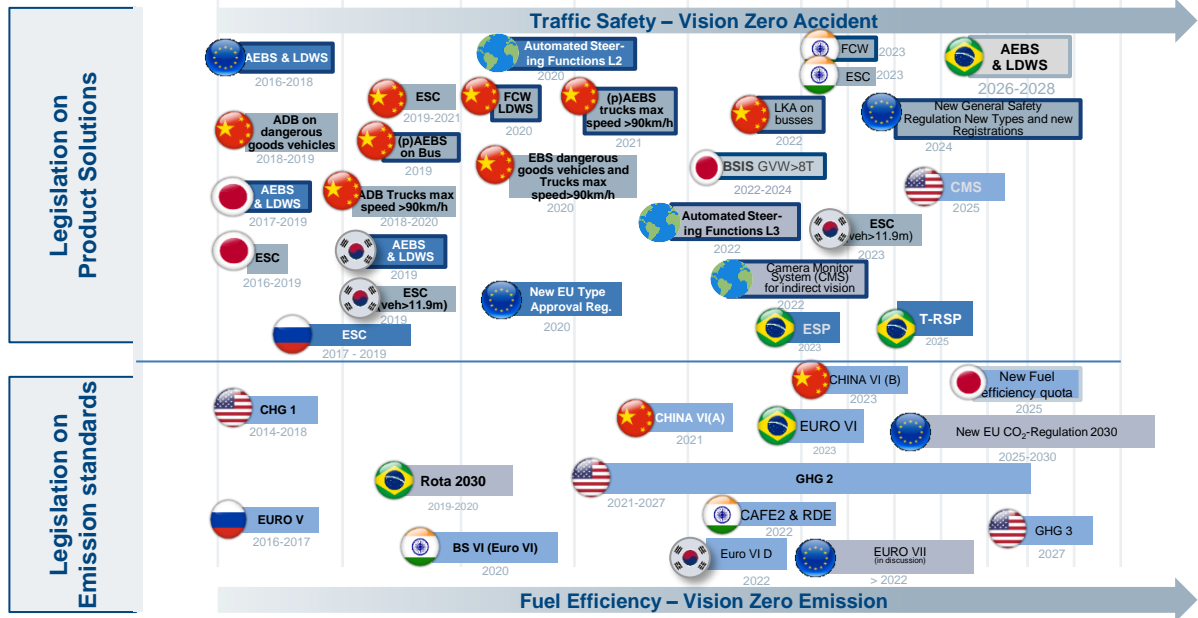 Traffic Safety – Vision Zero Accident
Legislation on
Product Solutions
AEBS & LDWS
2016-2018
Automated Steer-
ing Functions L2
2020
FCW
2023
ESC
2023
AEBS
& LDWS
2026-2028
ESC
2019-2021
FCW
LDWS
2020
(p)AEBS
trucks max
speed >90km/h
2021
LKA on
busses
2022
New General Safety
Regulation New Types and new
Registrations
2024
ADB on
dangerous
goods vehicles
2018-2019
(p)AEBS
on Bus
2019
EBS dangerous
goods vehicles and
Trucks max
speed>90km/h
2020
BSIS GVW>8T
2022-2024
CMS
2025
AEBS
& LDWS
2017-2019
ADB Trucks max
speed >90km/h
2018-2020
Automated Steer-
ing Functions L3
2022
ESC
(veh>11.9m)
2023
ESC
2016-2019
AEBS
& LDWS
2019
Camera Monitor
System (CMS)
for indirect vision
2022
ESC
(veh>11.9m)
2019
New EU Type
Approval Reg.
2020
ESP
2023
T-RSP
2025
ESC
2017 - 2019
Legislation on
Emission standards
CHINA VI (B)
2023
New Fuel
efficiency quota
2025
CHG 1
2014-2018
CHINA VI(A)
2021
EURO VI
2023
New EU CO₂-Regulation 2030
2025-2030
Rota 2030
2019-2020
GHG 2
2021-2027
EURO V
2016-2017
CAFE2 & RDE
2022
GHG 3
2027
BS VI (Euro VI)
2020
Euro VI D
2022
EURO VII
(in discussion)
> 2022
Fuel Efficiency – Vision Zero Emission